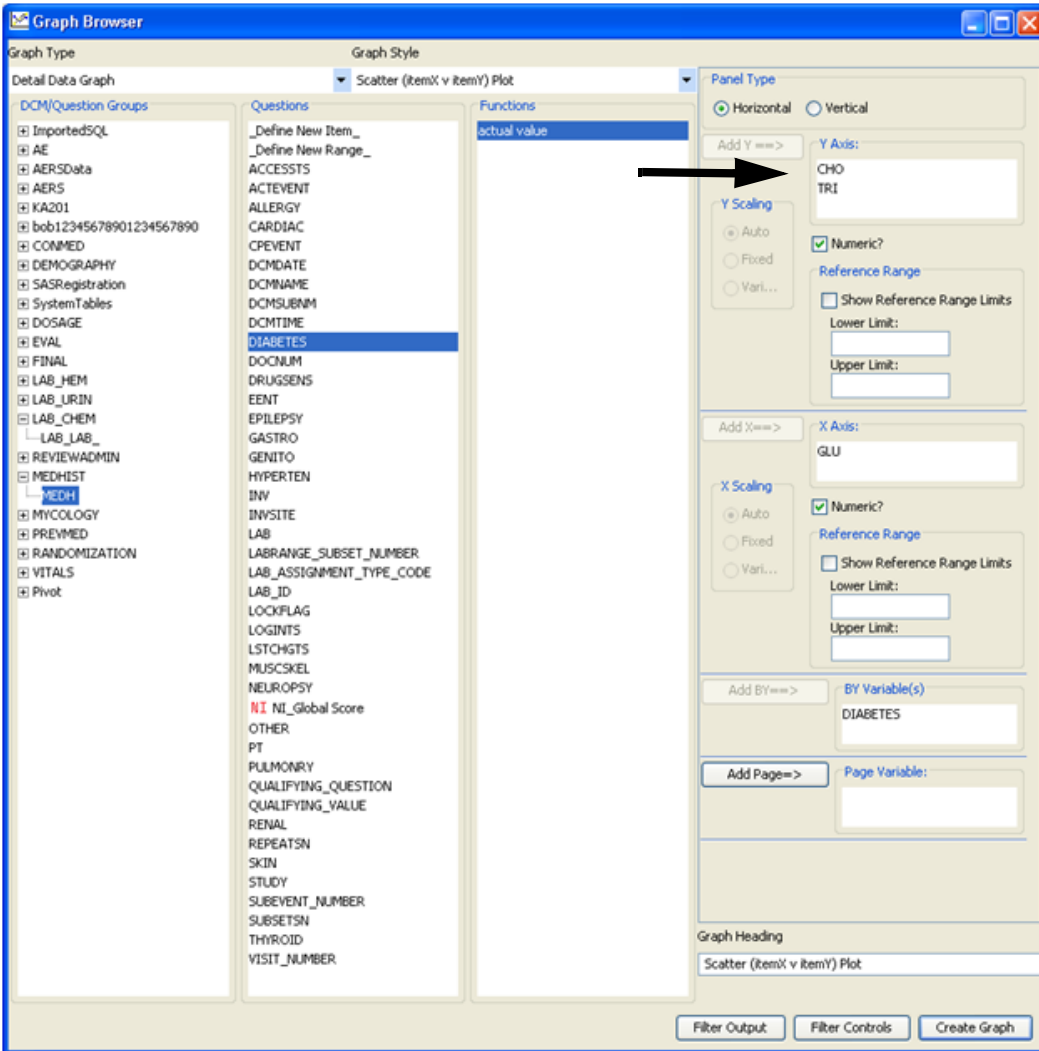 Graph Browser
Graph Type
Graph Style
Detail Data Graph
Scatter (itemX v itemY) Plot
DCM/Question Groups
ImportedSQL
AE
AERSData
AERS
KA201
bob12345678901234567890
CONMED
DEMOGRAPHY
SASRegistration
SystemTables
DOSAGE
EVAL
FINAL
LAB_HEM
LAB_URIN
LAB_CHEM
LAB_LAB_
REVIEWADMIN
MEDHIST
MEDH
MYCOLOGY
PREVMED
RANDOMIZATION
VITALS
Pivot
Questions
_Define New Item_
_Define New Range_
ACCESSTS
ACTEVENT
ALLERGY
CARDIAC
CPEVENT
DCMDATE
DCMNAME
DCMSUBNM
DCMTIME
DIABETES
DOCNUM
DRUGSENS
EENT
EPILEPSY
GASTRO
GENITO
HYPERTEN
INV
INVSITE
LAB
LABRANGE_SUBSET_NUMBER
LAB_ASSIGNMENT_TYPE_CODE
LAB_ID
LOCKFLAG
LOGINTS
LSTCHGTS
MUSCSKEL
NEUROPSY
NI NI_Global Score
OTHER
PT
PULMONRY
QUALIFYING_QUESTION
QUALIFYING_VALUE
RENAL
REPEATSN
SKIN
STUDY
SUBEVENT_NUMBER
SUBSETSN
THYROID
VISIT_NUMBER
Functions
actual value
Panel Type
Horizontal
Vertical
Add Y ==>
Y Axis:
CHO
TRI
Y Scaling
Auto
Fixed
Vari...
Numeric?
Reference Range
Show Reference Range Limits
Lower Limit:
Upper Limit:
Add X==>
X Axis:
GLU
X Scaling
Auto
Fixed
Vari...
Numeric?
Reference Range
Show Reference Range Limits
Lower Limit:
Upper Limit:
Add BY==>
BY Variable(s)
DIABETES
Add Page=>
Page Variable:
Graph Heading
Scatter (itemX v itemY) Plot
Filter Output
Filter Controls
Create Graph